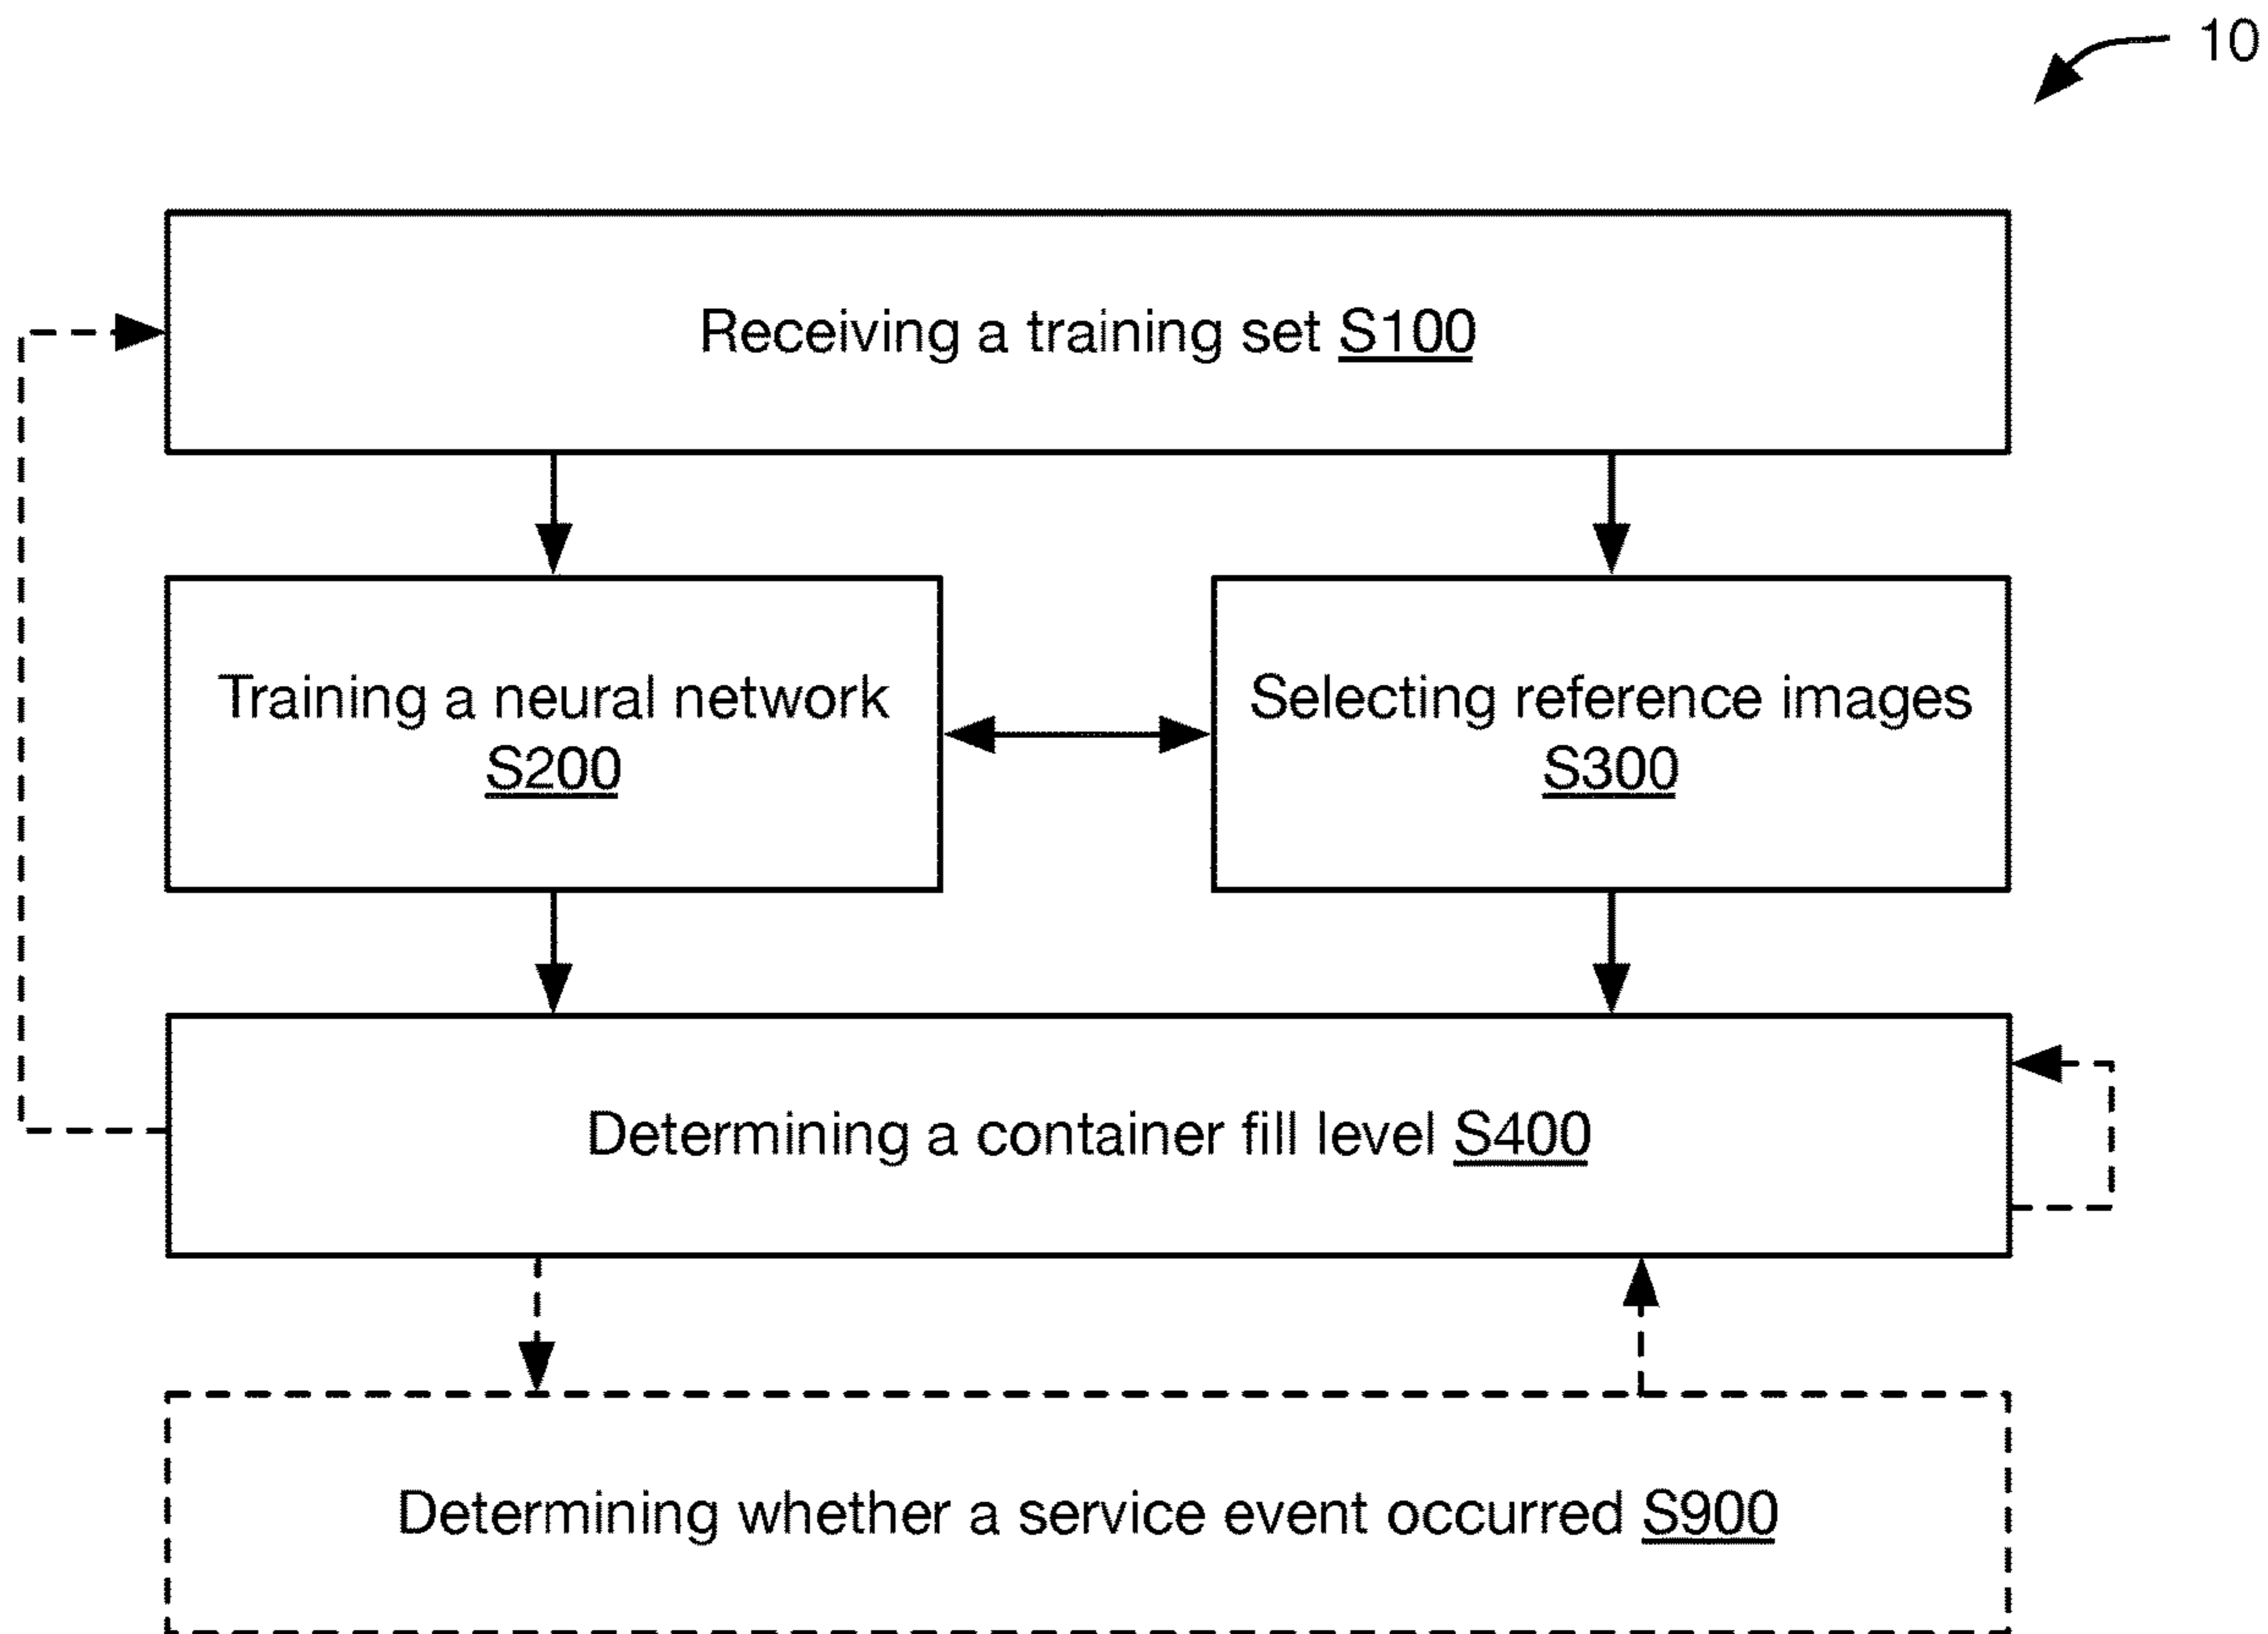 10
Receiving a training set S100
Training a neural network
S200
Selecting reference images
S300
Determining a container fill level S400
Determining whether a service event occurred S900